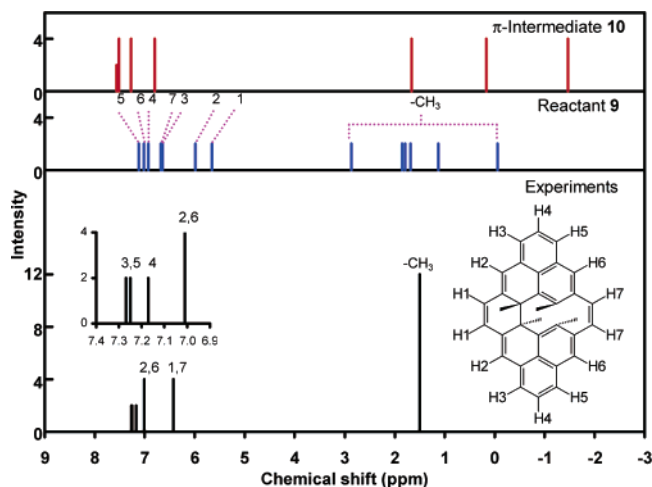 π-Intermediate 10
4
0
5 6 4 7 3 2 1
-CH3
Reactant 9
4
0
Experiments
Intensity
12
8
4
0
4
2
0
3,5
4
2,6
7.4 7.3 7.2 7.1 7.0 6.9
2,6
1,7
-CH3
H4
H3
H5
H2
H6
H1
H7
H1
H7
H2
H6
H3
H5
H4
9 8 7 6 5 4 3 2 1 0 -1 -2 -3
Chemical shift (ppm)